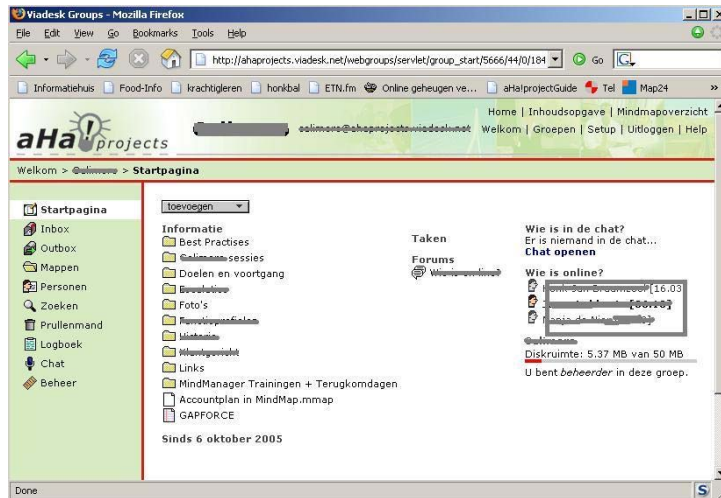 Viadesk Groups - Mozilla Firefox
File Edit View Go Bookmarks Tools Help
http://ahaprojects.viadesk.net/webgroups/servlet/group_start/5666/44/0/184 Go G
Informatiehuis Food-Info krachtigleren honkbal ETN.fm Online geheugen ve... aHa!projectGuide Tel Map24 »
Home | Inhoudsopgave | Mindmapoverzicht
Welkom | Groepen | Setup | Uitloggen | Help
aHa! projects
Welkom > > Startpagina
Startpagina
Inbox
Outbox
Mappen
Personen
Zoeken
Prullenmand
Logboek
Chat
Beheer
toevoegen
Informatie
Best Practises
sessies
Doelen en voortgang
Foto's
Links
MindManager Trainingen + Terugkomdagen
Accountplan in MindMap.mmap
GAPFORCE
Sinds 6 oktober 2005
Taken
Forums
Wie is in de chat?
Er is niemand in de chat...
Chat openen
Wie is online?
[16.03
Diskruimte: 5.37 MB van 50 MB
U bent beheerder in deze groep.
Done